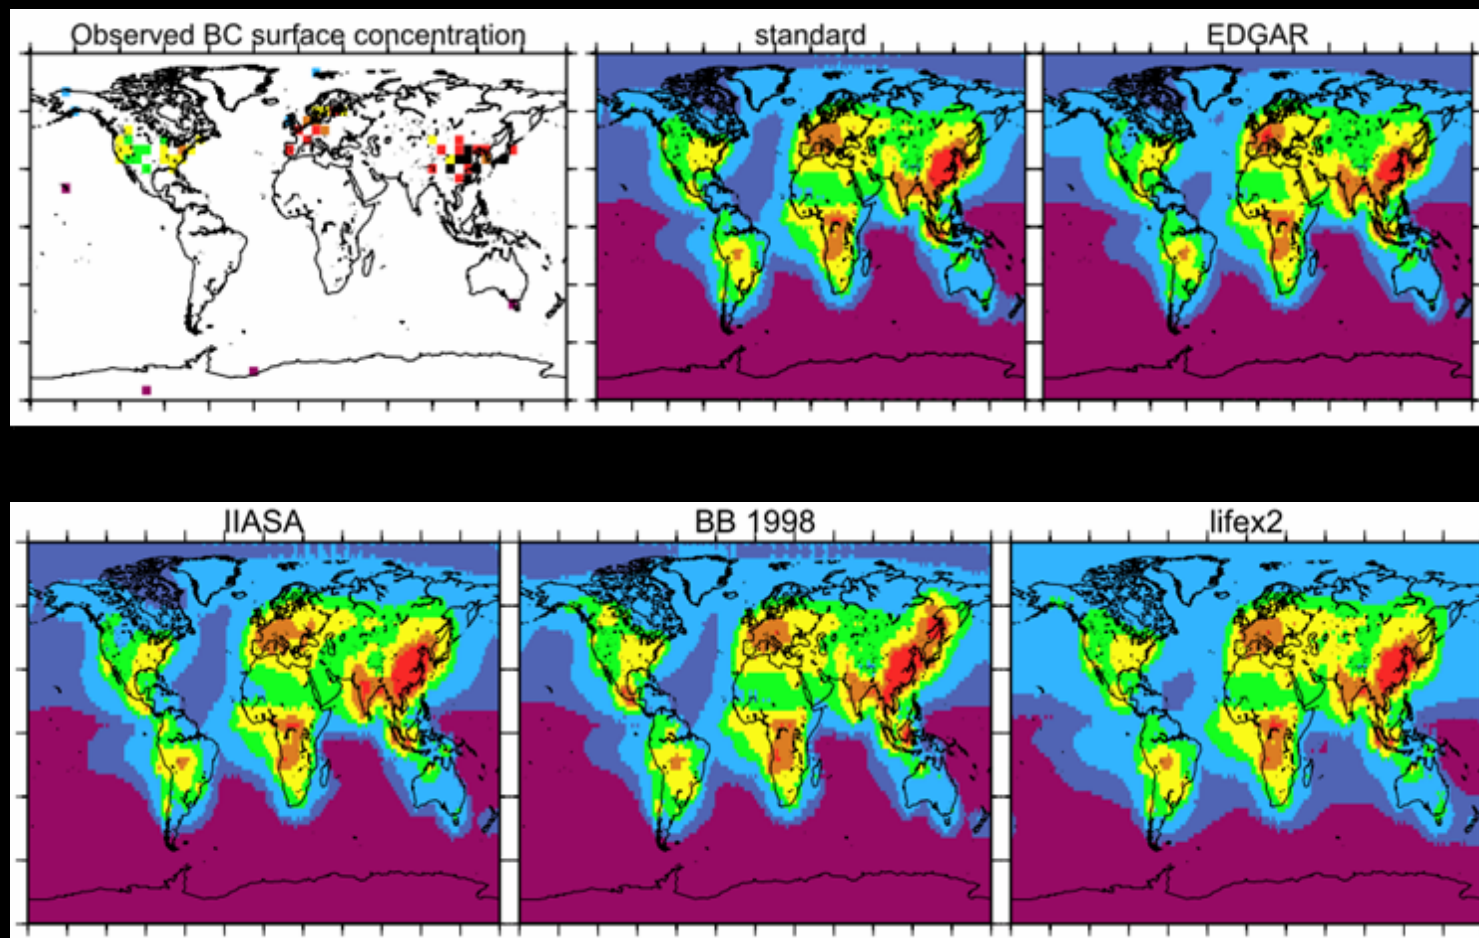 Observed BC surface concentration
standard
EDGAR
IIASA
BB 1998
lifex2